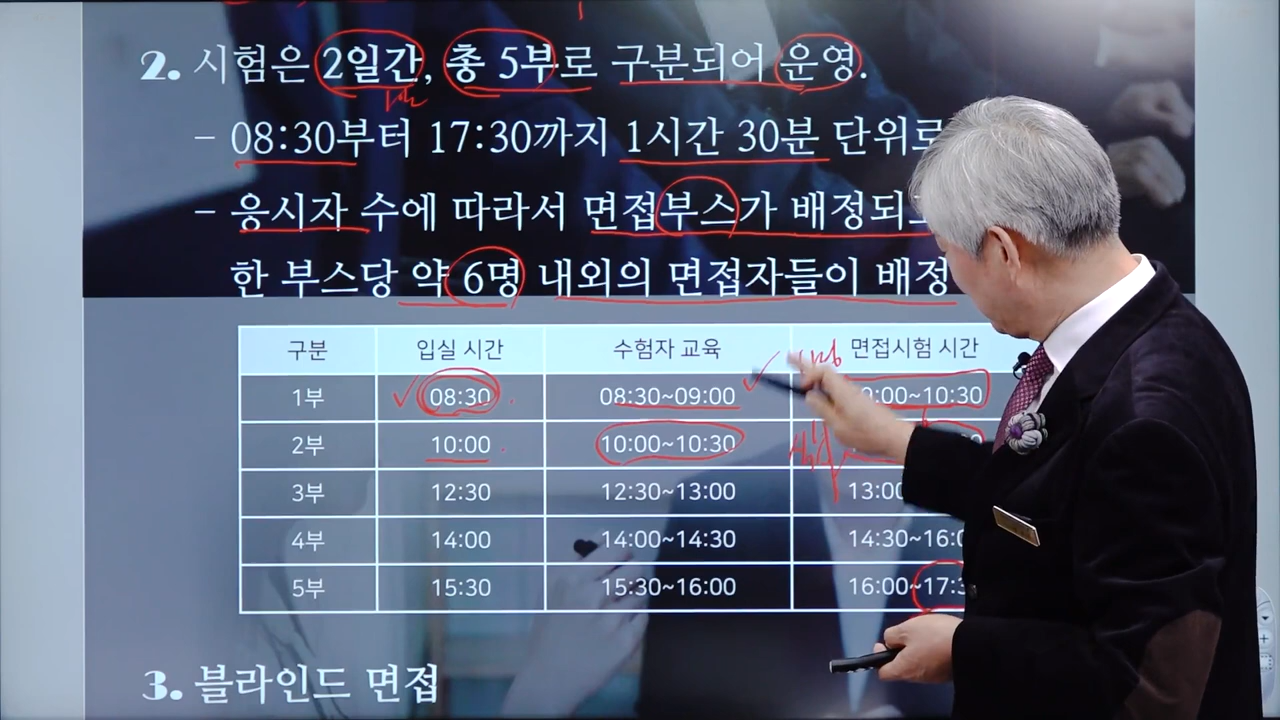 2. 시험은 2일간, 총 5부로 구분되어 운영.
- 08:30부터 17:30까지 1시간 30분 단위로
- 응시자 수에 따라서 면접부스가 배정되고
한 부스당 약 6명 내외의 면접자들이 배정
구분 입실 시간 수험자 교육 면접시험 시간
1부 08:30 08:30~09:00 :00~10:30
2부 10:00 10:00~10:30
3부 12:30 12:30~13:00 13:00
4부 14:00 14:00~14:30 14:30~16:0
5부 15:30 15:30~16:00 16:00~17:3
3. 블라인드 면접